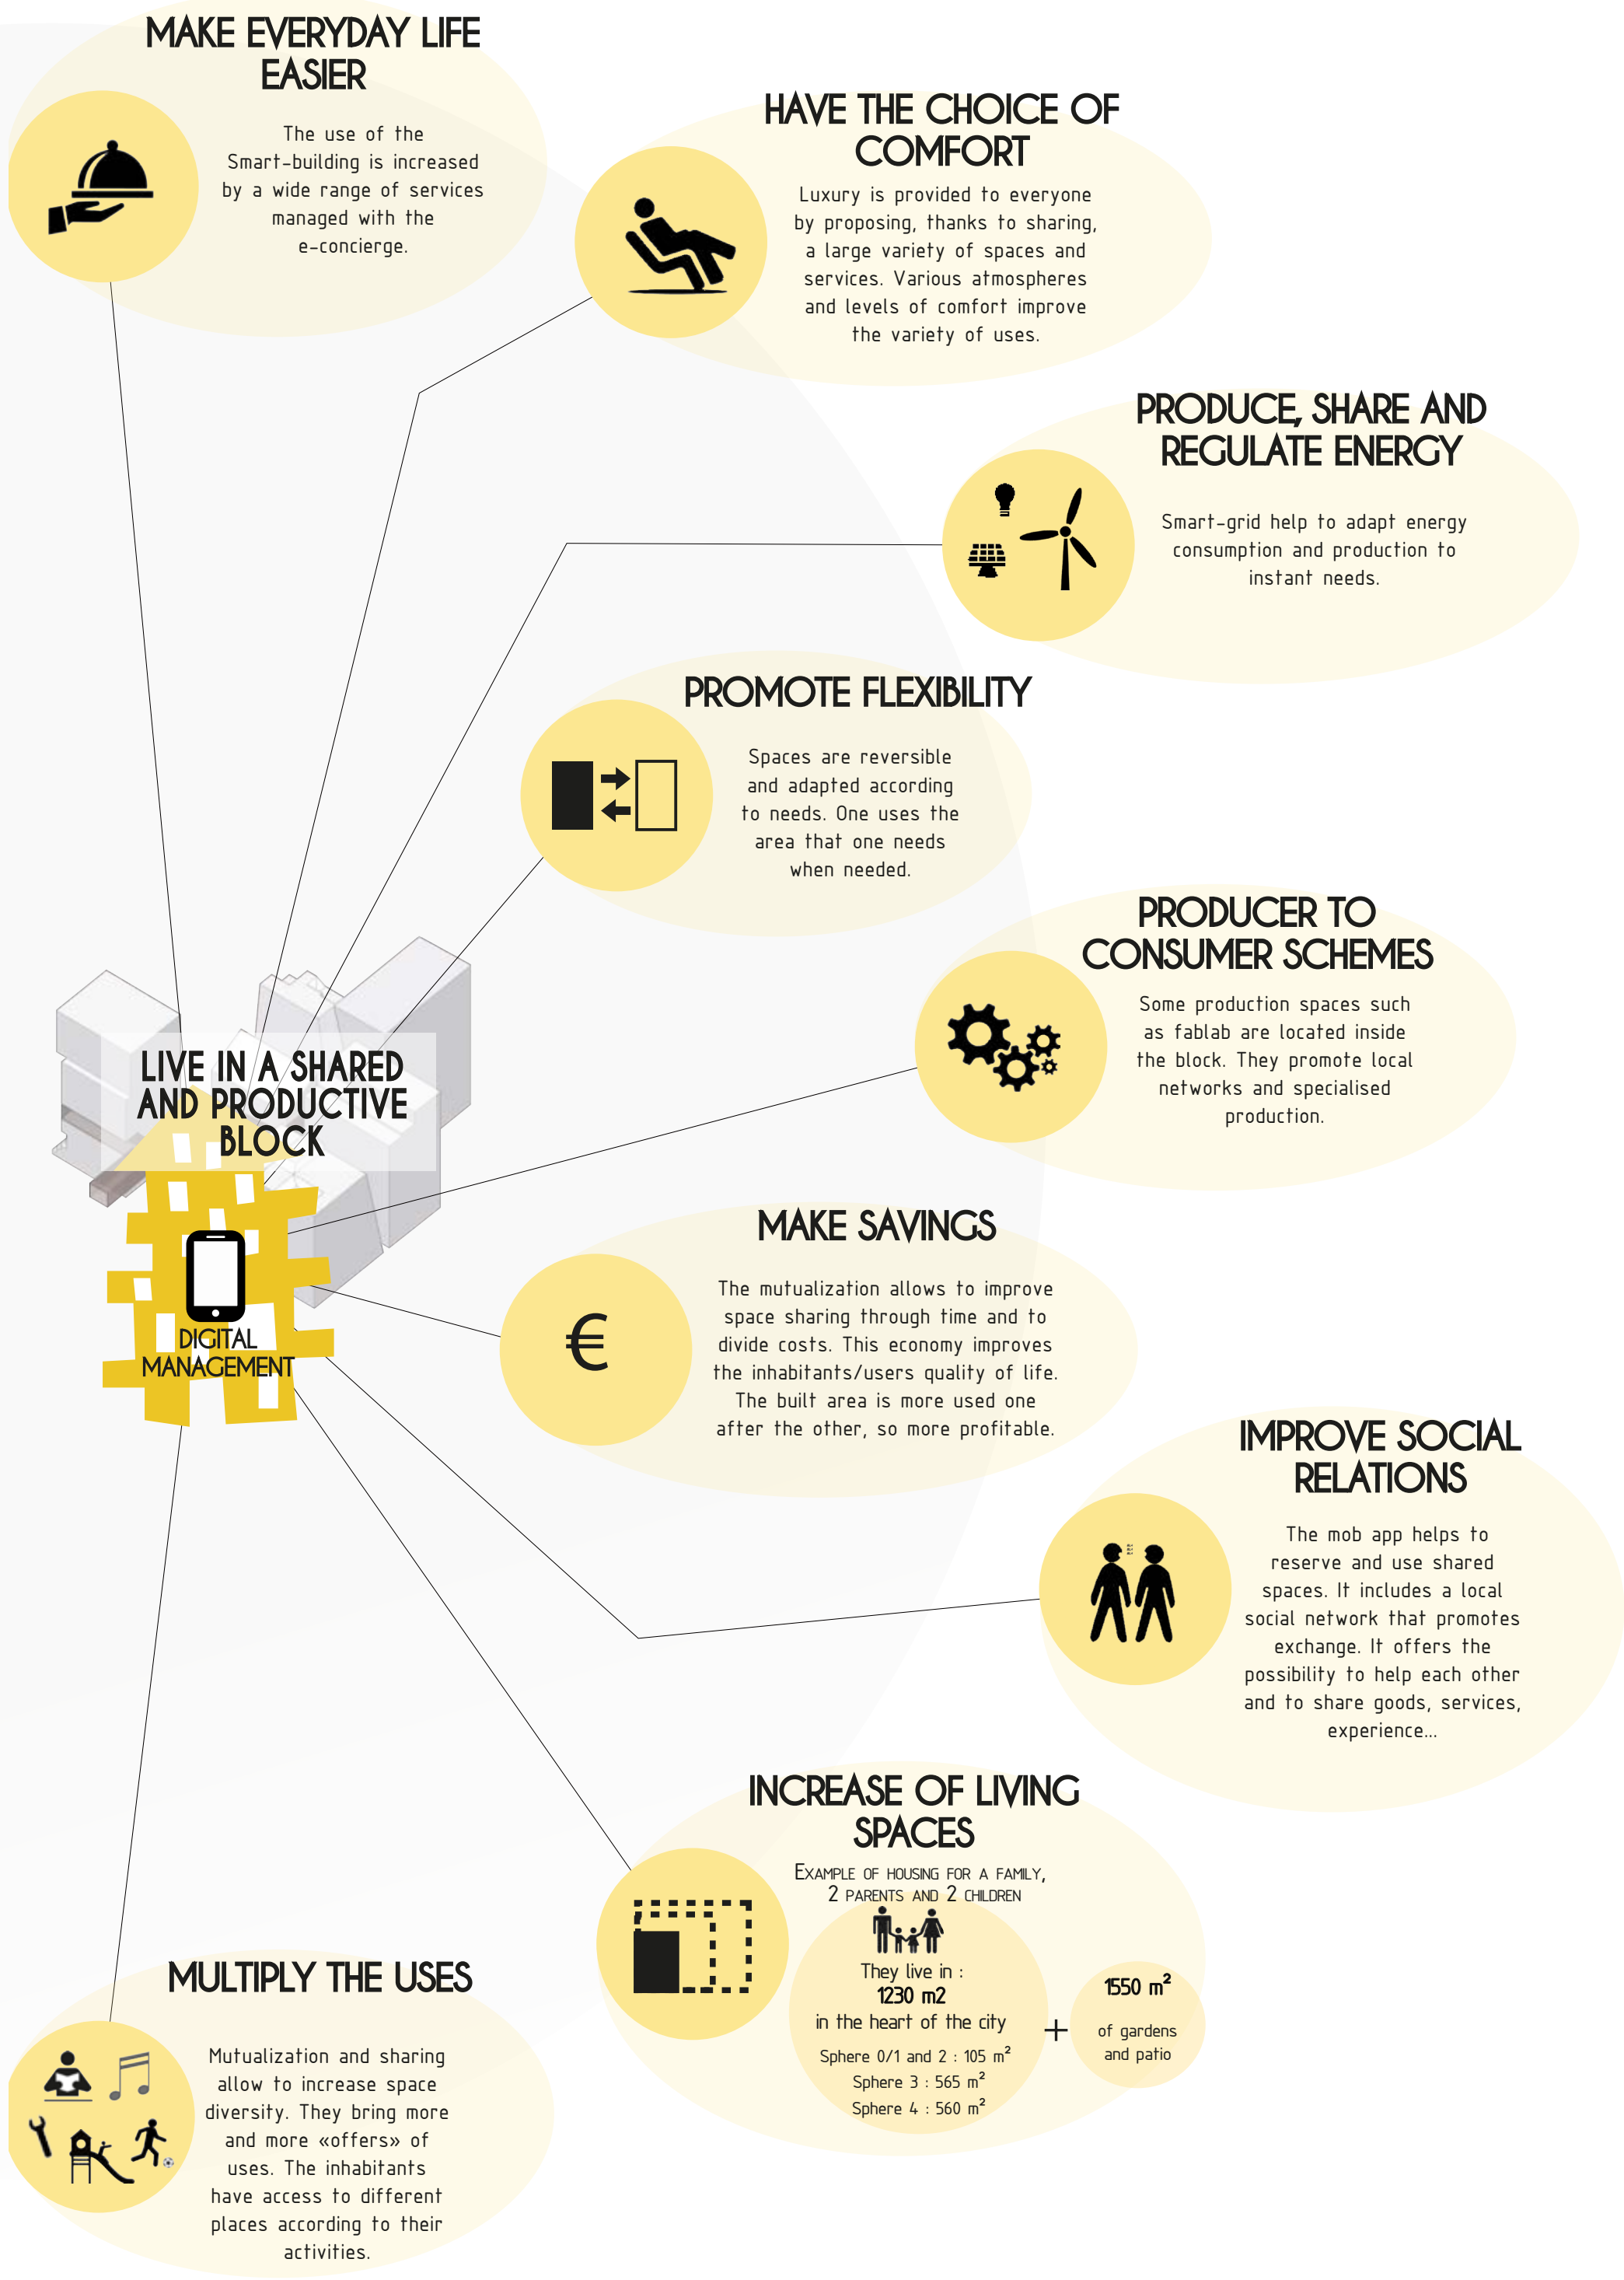 MAKE EVERYDAY LIFE
EASIER
The use of the
Smart-building is increased
by a wide range of services
managed with the
e-concierge.
HAVE THE CHOICE OF
COMFORT
Luxury is provided to everyone
by proposing, thanks to sharing,
a large variety of spaces and
services. Various atmospheres
and levels of comfort improve
the variety of uses.
PRODUCE, SHARE AND
REGULATE ENERGY
Smart-grid help to adapt energy
consumption and production to
instant needs.
PROMOTE FLEXIBILITY
Spaces are reversible
and adapted according
to needs. One uses the
area that one needs
when needed.
PRODUCER TO
CONSUMER SCHEMES
Some production spaces such
as fablab are located inside
the block. They promote local
networks and specialised
production.
LIVE IN A SHARED
AND PRODUCTIVE
BLOCK
DIGITAL
MANAGEMENT
MAKE SAVINGS
€
The mutualization allows to improve
space sharing through time and to
divide costs. This economy improves
the inhabitants/users quality of life.
The built area is more used one
after the other, so more profitable.
IMPROVE SOCIAL
RELATIONS
The mob app helps to
reserve and use shared
spaces. It includes a local
social network that promotes
exchange. It offers the
possibility to help each other
and to share goods, services,
experience...
INCREASE OF LIVING
SPACES
EXAMPLE OF HOUSING FOR A FAMILY,
2 PARENTS AND 2 CHILDREN
They live in :
1230 m2
in the heart of the city
Sphere 0/1 and 2 : 105 m²
Sphere 3 : 565 m²
Sphere 4 : 560 m²
+
1550 m²
of gardens
and patio
MULTIPLY THE USES
Mutualization and sharing
allow to increase space
diversity. They bring more
and more «offers» of
uses. The inhabitants
have access to different
places according to their
activities.